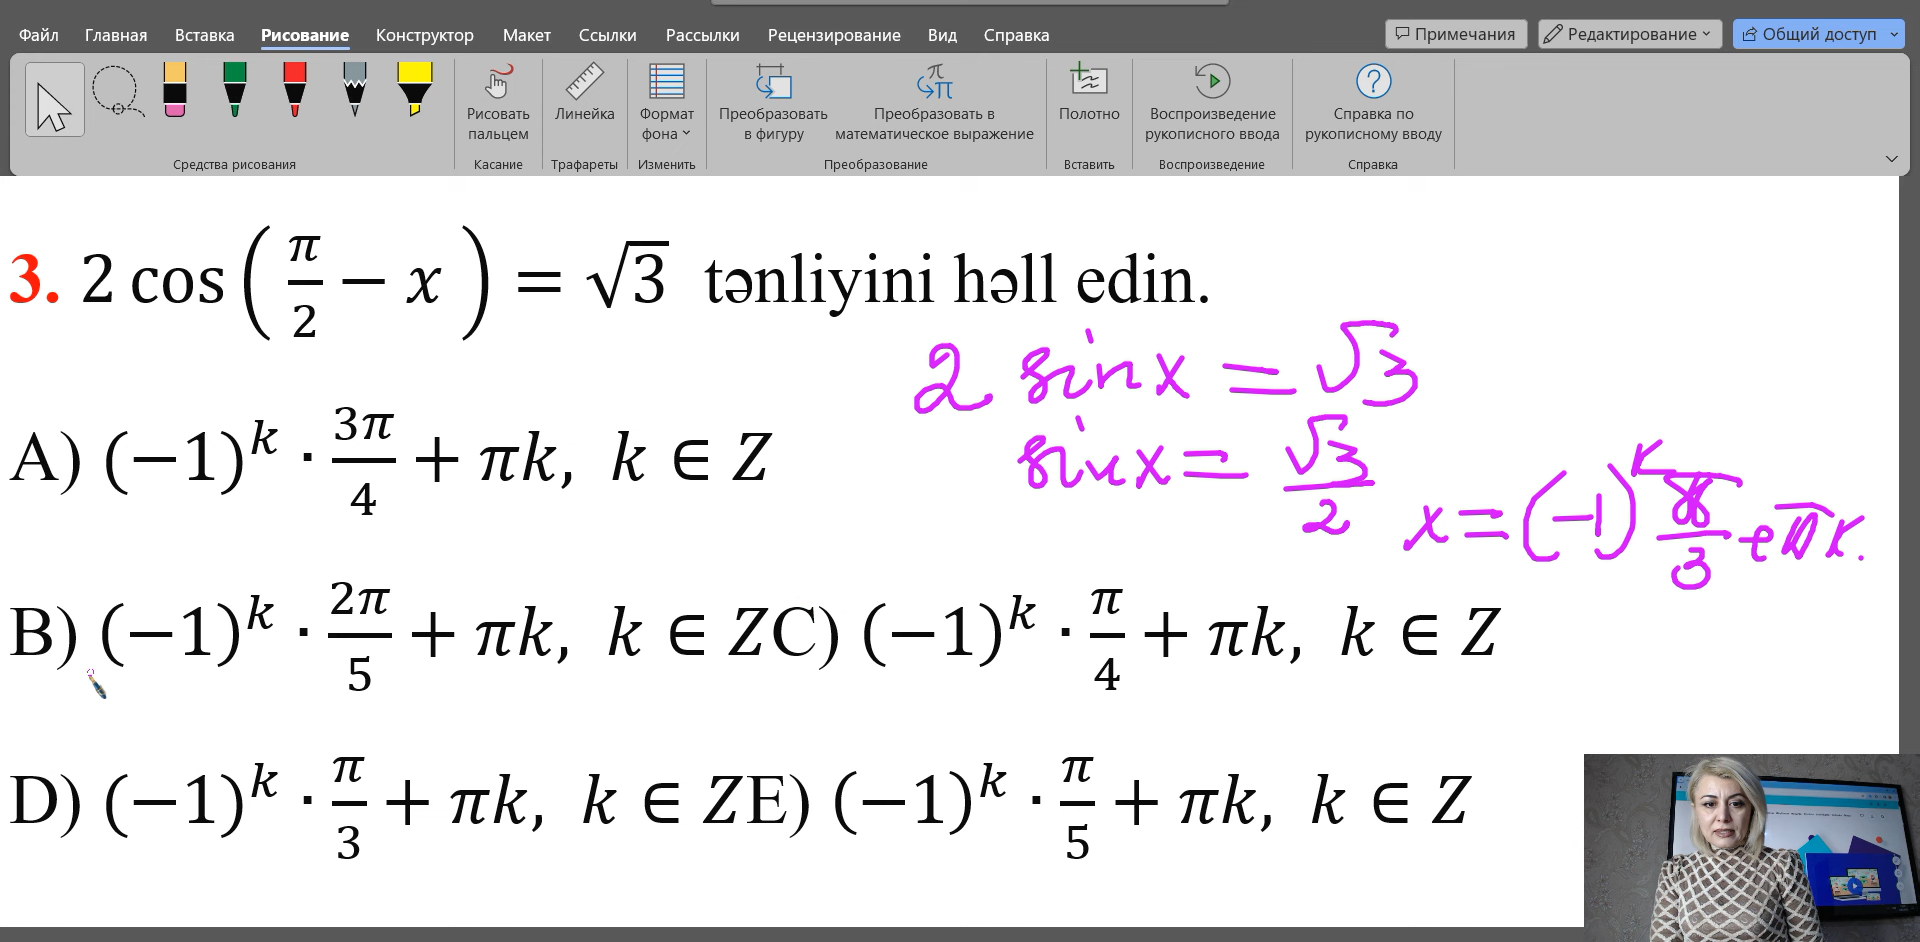 Файл Главная Вставка Рисование Конструктор Макет Ссылки Рассылки Рецензирование Вид Справка Примечания Редактирование Общий доступ
Рисовать пальцем Линейка Формат фона Преобразовать в фигуру Преобразовать в математическое выражение Полотно Воспроизведение рукописного ввода Справка по рукописному вводу
Средства рисования Касание Трафареты Изменить Преобразование Вставить Воспроизведение Справка
3. 2 cos(π/2 − x) = √3 tənliyini həll edin.
2 sin x = √3
sin x = √3/2
x = (−1)^k π/3 + πk.
A) (−1)^k · 3π/4 + πk, k ∈ Z
B) (−1)^k · 2π/5 + πk, k ∈ Z C) (−1)^k · π/4 + πk, k ∈ Z
D) (−1)^k · π/3 + πk, k ∈ Z E) (−1)^k · π/5 + πk, k ∈ Z